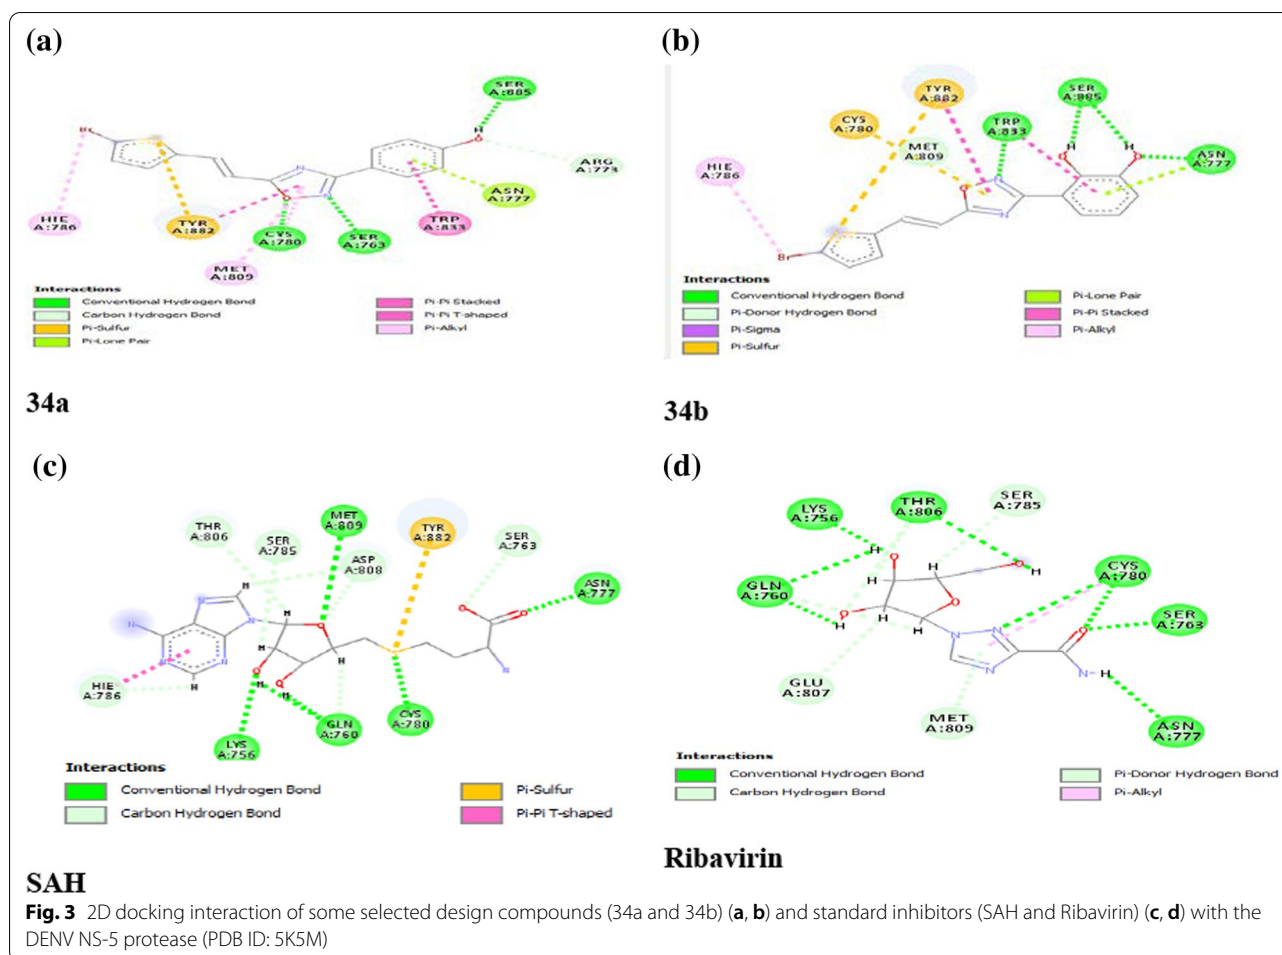 (a)
SER
A:885
Br
H
O
N
O
N
ARG
A:773
ASN
A:777
HIE
A:786
TYR
A:882
CYS
A:780
SER
A:763
TRP
A:833
MET
A:809
Interactions
Conventional Hydrogen Bond
Carbon Hydrogen Bond
Pi-Sulfur
Pi-Lone Pair
Pi-Pi Stacked
Pi-Pi T-shaped
Pi-Alkyl
34a
(b)
TYR
A:882
SER
A:885
CYS
A:780
TRP
A:833
MET
A:809
ASN
A:777
HIE
A:786
H
H
O
O
O
N
N
Br
Interactions
Conventional Hydrogen Bond
Pi-Donor Hydrogen Bond
Pi-Sigma
Pi-Sulfur
Pi-Lone Pair
Pi-Pi Stacked
Pi-Alkyl
34b
(c)
THR
A:806
SER
A:785
MET
A:809
ASP
A:808
TYR
A:882
SER
A:763
ASN
A:777
H
N
N
N
N
N
H
O
O
O
H
O
O
H
H
H
N
HIE
A:786
LYS
A:756
GLN
A:760
CYS
A:780
Interactions
Conventional Hydrogen Bond
Carbon Hydrogen Bond
Pi-Sulfur
Pi-Pi T-shaped
SAH
(d)
LYS
A:756
THR
A:806
SER
A:785
CYS
A:780
GLN
A:760
SER
A:763
GLU
A:807
MET
A:809
ASN
A:777
H
O
O
H
H
H
O
H
H
H
O
N
N
N
O
N
H
Interactions
Conventional Hydrogen Bond
Carbon Hydrogen Bond
Pi-Donor Hydrogen Bond
Pi-Alkyl
Ribavirin
Fig. 3 2D docking interaction of some selected design compounds (34a and 34b) (a, b) and standard inhibitors (SAH and Ribavirin) (c, d) with the
DENV NS-5 protease (PDB ID: 5K5M)